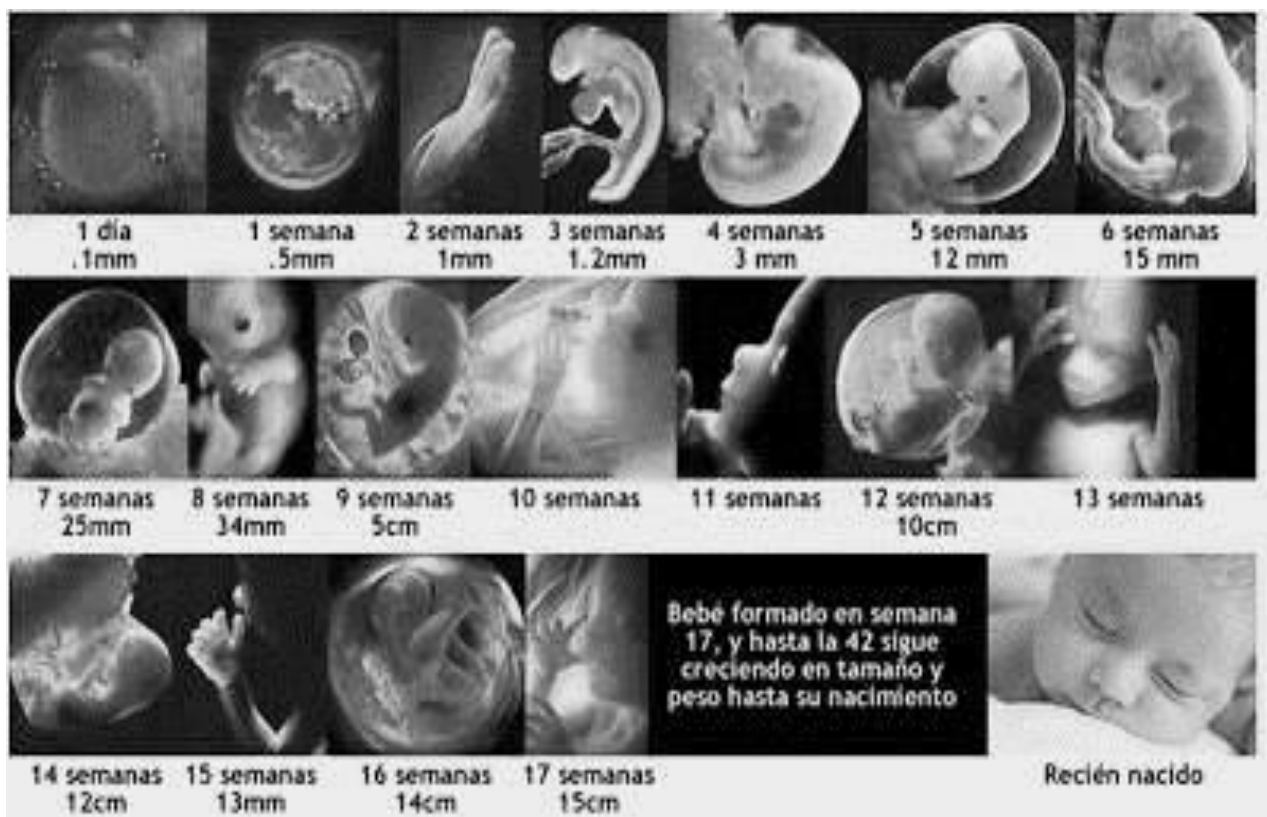 1 día
.1mm
1 semana
.5mm
2 semanas
1mm
3 semanas
1.2mm
4 semanas
3 mm
5 semanas
12 mm
6 semanas
15 mm
7 semanas
25mm
8 semanas
34mm
9 semanas
5cm
10 semanas
11 semanas
12 semanas
10cm
13 semanas
14 semanas
12cm
15 semanas
13mm
16 semanas
14cm
17 semanas
15cm
Bebé formado en semana
17, y hasta la 42 sigue
creciendo en tamaño y
peso hasta su nacimiento
Recién nacido